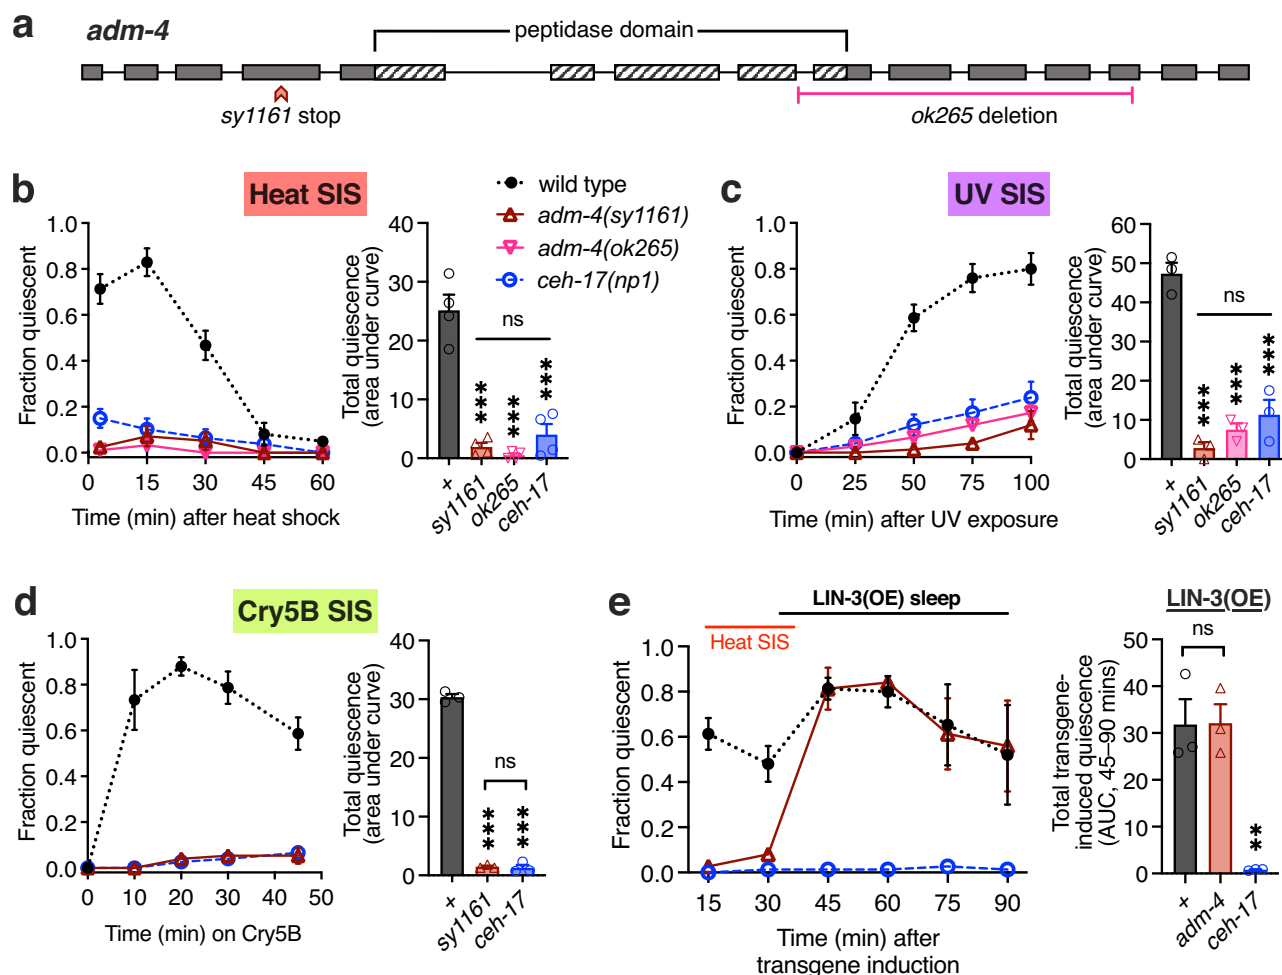 a
adm-4
peptidase domain
sy1161 stop
ok265 deletion
b
Heat SIS
wild type
adm-4(sy1161)
adm-4(ok265)
ceh-17(np1)
Fraction quiescent
1.0
0.8
0.6
0.4
0.2
0.0
0 15 30 45 60
Time (min) after heat shock
Total quiescence
(area under curve)
40
30
20
10
0
ns
*** *** ***
+ sy1161 ok265 ceh-17
c
UV SIS
Fraction quiescent
1.0
0.8
0.6
0.4
0.2
0.0
0 25 50 75 100
Time (min) after UV exposure
Total quiescence
(area under curve)
60
50
40
30
20
10
0
ns
*** *** ***
+ sy1161 ok265 ceh-17
d
Cry5B SIS
Fraction quiescent
1.0
0.8
0.6
0.4
0.2
0.0
0 10 20 30 40 50
Time (min) on Cry5B
Total quiescence
(area under curve)
40
30
20
10
0
ns
*** ***
+ sy1161 ceh-17
e
LIN-3(OE) sleep
Heat SIS
Fraction quiescent
1.0
0.8
0.6
0.4
0.2
0.0
15 30 45 60 75 90
Time (min) after
transgene induction
LIN-3(OE)
Total transgene-
induced quiescence
(AUC, 45–90 mins)
50
40
30
20
10
0
ns
**
+ adm-4 ceh-17